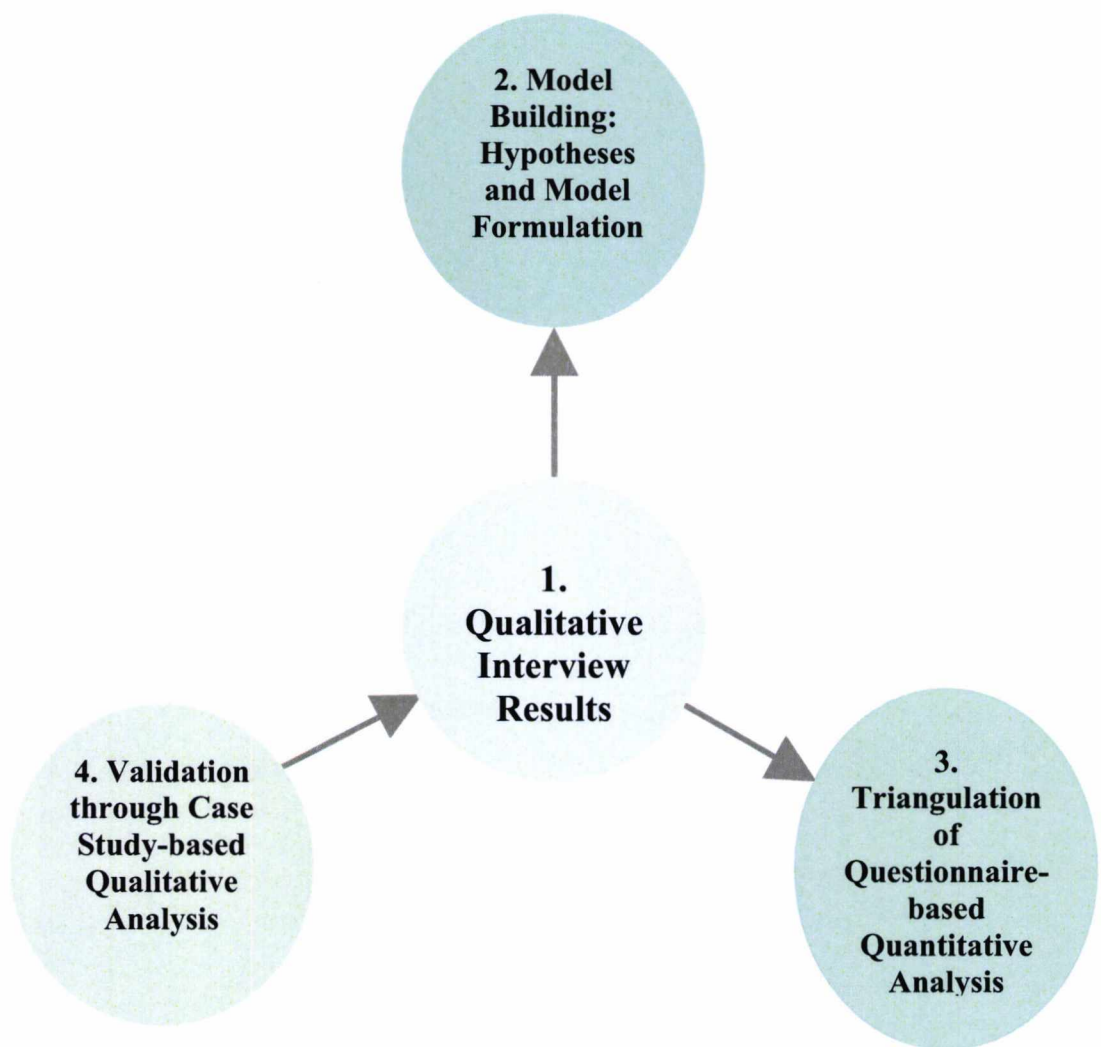 2. Model
Building:
Hypotheses
and Model
Formulation
1.
Qualitative
Interview
Results
4. Validation
through Case
Study-based
Qualitative
Analysis
3.
Triangulation
of
Questionnaire-
based
Quantitative
Analysis